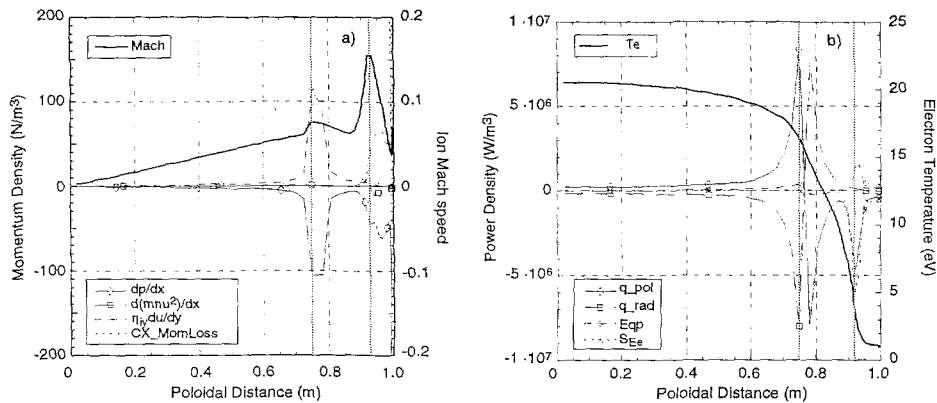 200
100
0
-100
-200
Momentum Density (N/m³)
Mach
a)
0.2
0.1
0
-0.1
-0.2
Ion Mach speed
dp/dx
d(mnu²)/dx
ηiydu/dy
CX_MomLoss
0
0.2
0.4
0.6
0.8
1.0
Poloidal Distance (m)
1 10⁷
5 10⁶
0
-5 10⁶
-1 10⁷
Power Density (W/m³)
Te
b)
25
20
15
10
5
0
Electron Temperature (eV)
q_pol
q_rad
Eqp
SEe
0
0.2
0.4
0.6
0.8
1.0
Poloidal Distance (m)